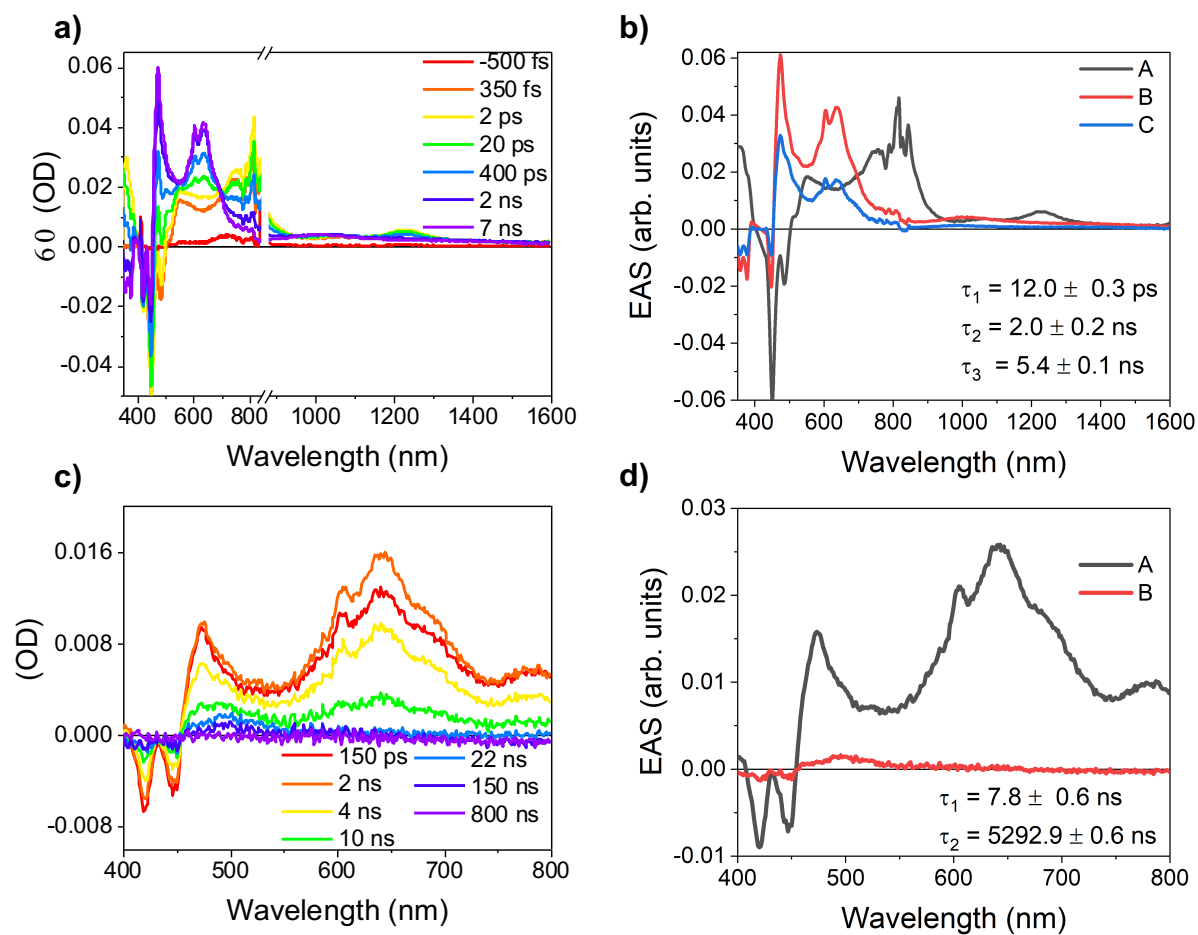 a)
60 (OD)
0.06
0.04
0.02
0.00
-0.02
-0.04
400 600 800 1000 1200 1400 1600
Wavelength (nm)
-500 fs
350 fs
2 ps
20 ps
400 ps
2 ns
7 ns
b)
EAS (arb. units)
0.06
0.04
0.02
0.00
-0.02
-0.04
-0.06
400 600 800 1000 1200 1400 1600
Wavelength (nm)
A
B
C
τ1 = 12.0 ± 0.3 ps
τ2 = 2.0 ± 0.2 ns
τ3 = 5.4 ± 0.1 ns
c)
(OD)
0.016
0.008
0.000
-0.008
400 500 600 700 800
Wavelength (nm)
150 ps
2 ns
4 ns
10 ns
22 ns
150 ns
800 ns
d)
EAS (arb. units)
0.03
0.02
0.01
0.00
-0.01
400 500 600 700 800
Wavelength (nm)
A
B
τ1 = 7.8 ± 0.6 ns
τ2 = 5292.9 ± 0.6 ns